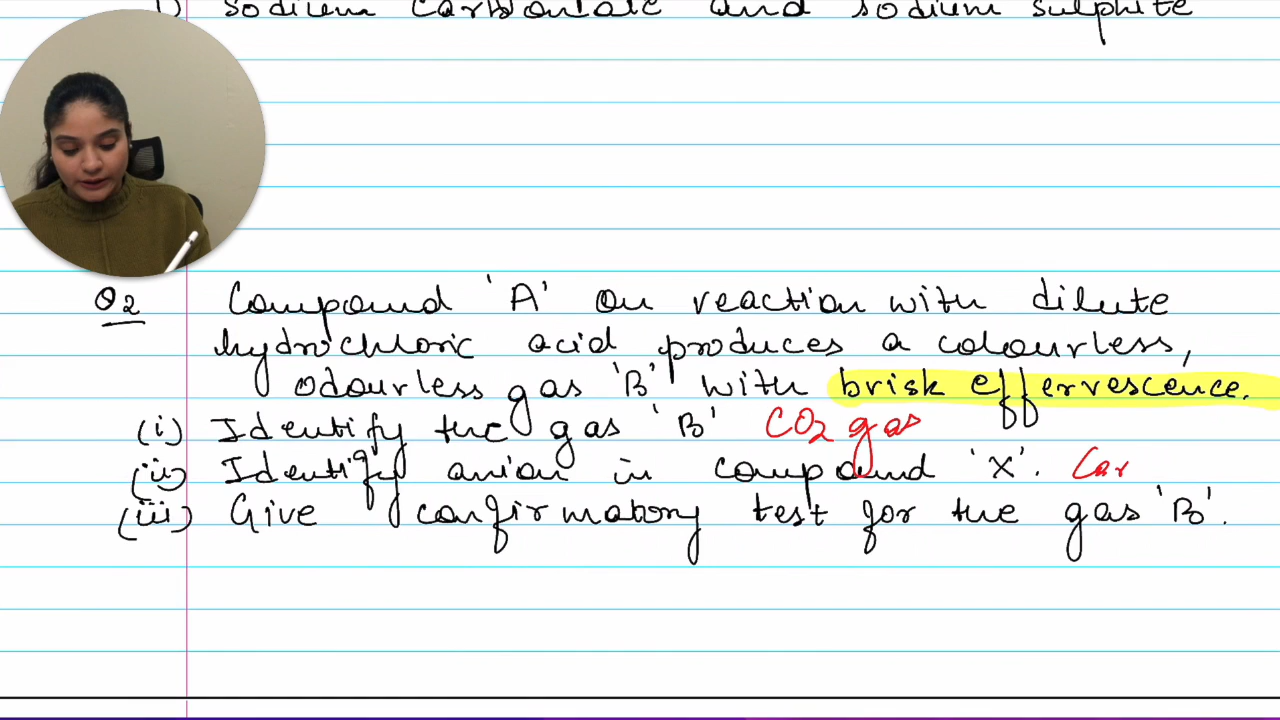 i) Sodium Carbonate and sodium sulphite
Q2 Compound 'A' on reaction with dilute
hydrochloric acid produces a colourless,
odourless gas 'B' with brisk effervescence.
(i) Identify the gas 'B' CO2 gas
(ii) Identify anion in compound 'X'. Car
(iii) Give confirmatory test for the gas 'B'.